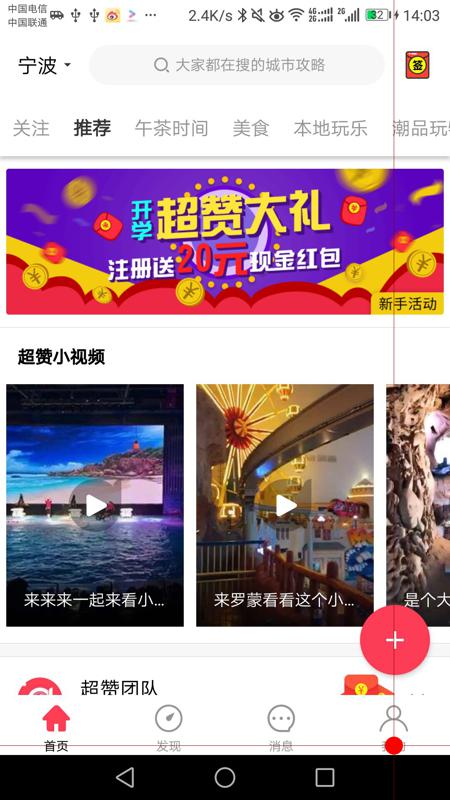 中国电信
中国联通
2.4K/s
4G
2G
2G
32
14:03
宁波
大家都在搜的城市攻略
签
关注 推荐 午茶时间 美食 本地玩乐 潮品玩
开学
超赞大礼
注册送20元现金红包
新手活动
超赞小视频
来来来一起来看小...
来罗蒙看看这个小...
是个大
超赞团队
首页 发现 消息